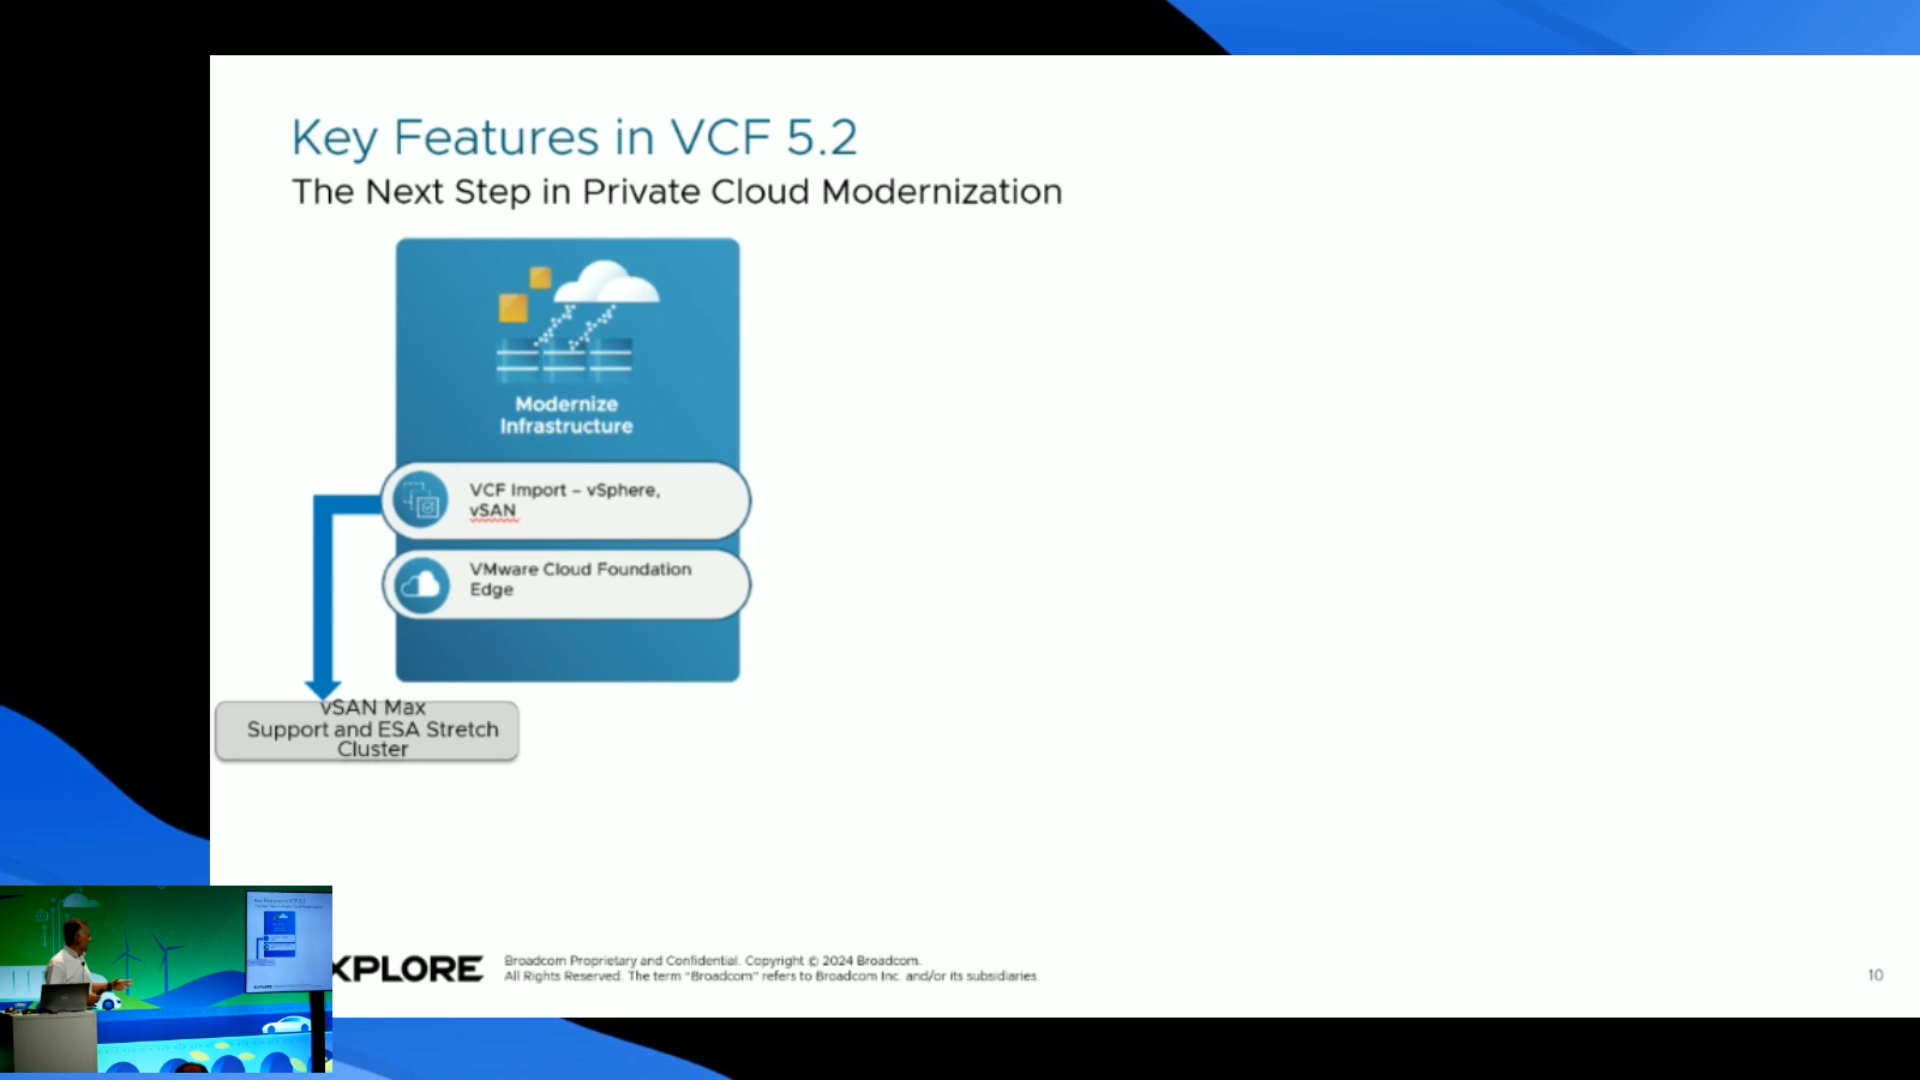 Key Features in VCF 5.2
The Next Step in Private Cloud Modernization
Modernize
Infrastructure
VCF Import – vSphere,
vSAN
VMware Cloud Foundation
Edge
vSAN Max
Support and ESA Stretch
Cluster
XPLORE
Broadcom Proprietary and Confidential. Copyright © 2024 Broadcom.
All Rights Reserved. The term “Broadcom” refers to Broadcom Inc. and/or its subsidiaries.
10